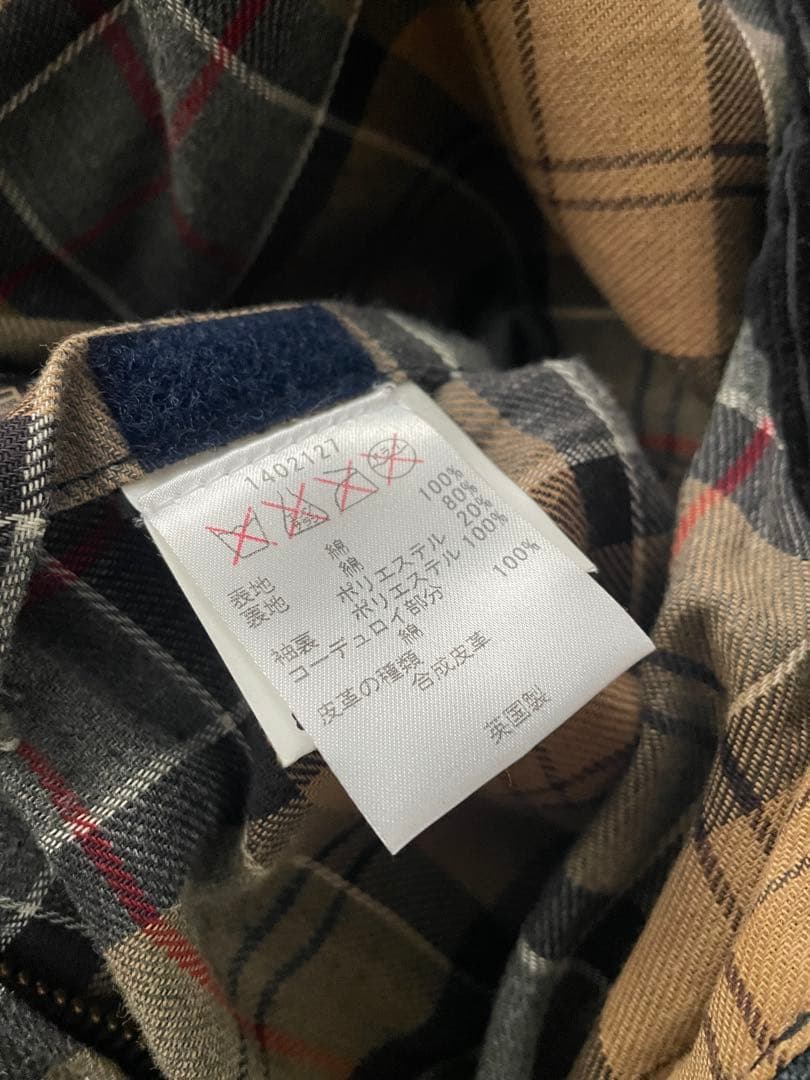 1402127
表地 綿 100%
裏地 綿 80%
ポリエステル 20%
袖裏 ポリエステル 100%
コーデュロイ部分
綿 100%
皮革の種類
合成皮革
英国製